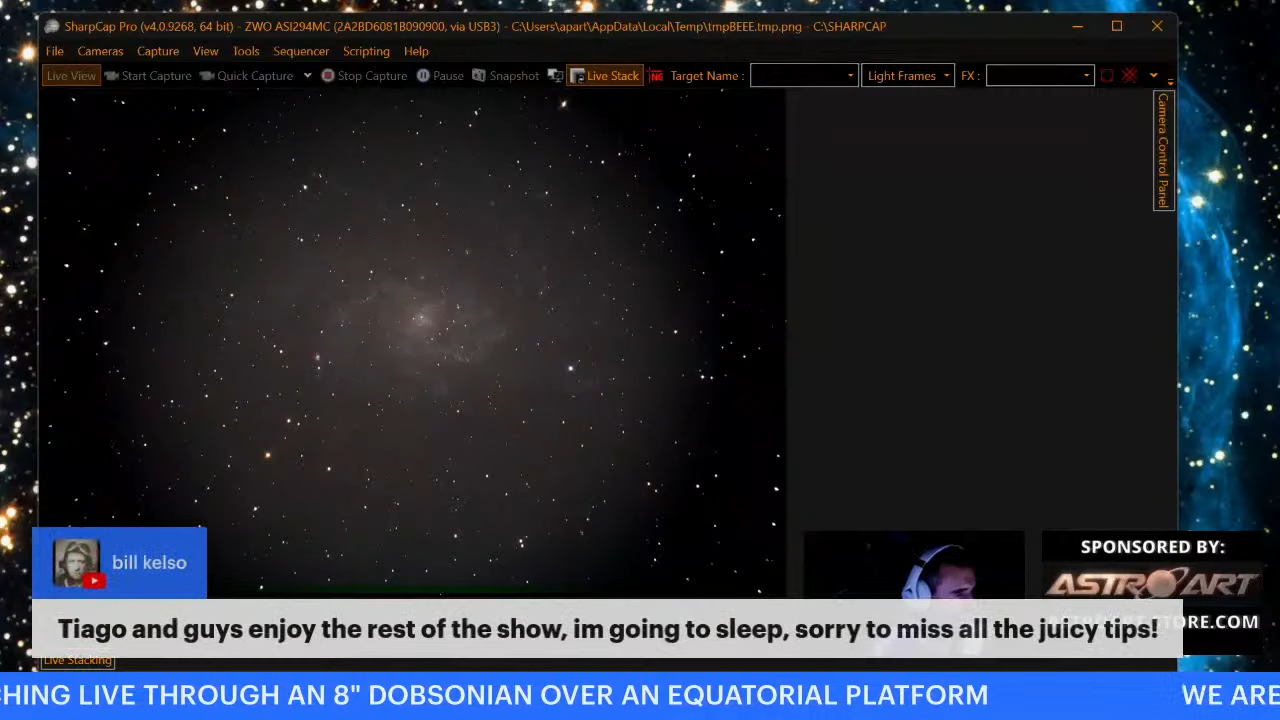 SharpCap Pro (v4.0.9268, 64 bit) - ZWO ASI294MC (2A2BD6081B090900, via USB3) - C:\Users\apart\AppData\Local\Temp\tmpBEEE.tmp.png - C:\SHARPCAP
File Cameras Capture View Tools Sequencer Scripting Help
Live View Start Capture Quick Capture Stop Capture Pause Snapshot Live Stack Target Name : Light Frames FX :
Camera Control Panel
bill kelso
SPONSORED BY:
ASTROART
STORE.COM
Tiago and guys enjoy the rest of the show, im going to sleep, sorry to miss all the juicy tips!
Live Stacking
CHING LIVE THROUGH AN 8" DOBSONIAN OVER AN EQUATORIAL PLATFORM WE ARE